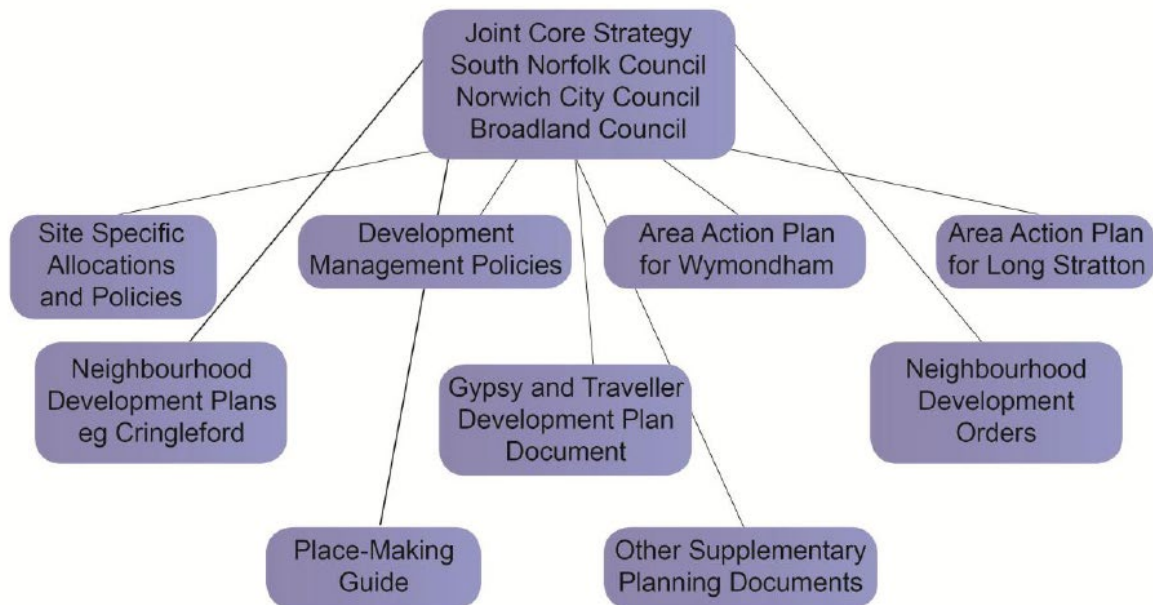 Joint Core Strategy
South Norfolk Council
Norwich City Council
Broadland Council
Site Specific
Allocations
and Policies
Development
Management Policies
Area Action Plan
for Wymondham
Area Action Plan
for Long Stratton
Neighbourhood
Development Plans
eg Cringleford
Gypsy and Traveller
Development Plan
Document
Neighbourhood
Development
Orders
Place-Making
Guide
Other Supplementary
Planning Documents